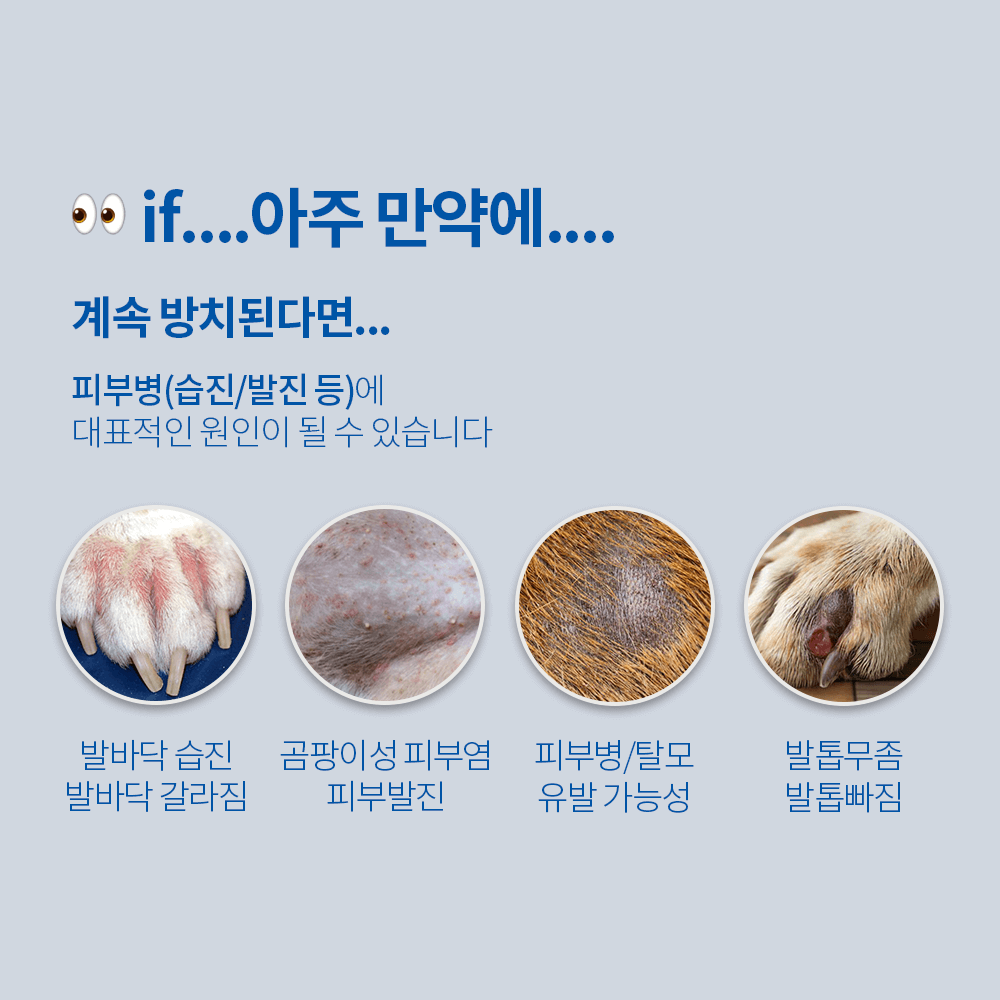 👀 if....아주 만약에....
계속 방치된다면...
피부병(습진/발진 등)에
대표적인 원인이 될 수 있습니다
발바닥 습진
발바닥 갈라짐
곰팡이성 피부염
피부발진
피부병/탈모
유발 가능성
발톱무좀
발톱빠짐